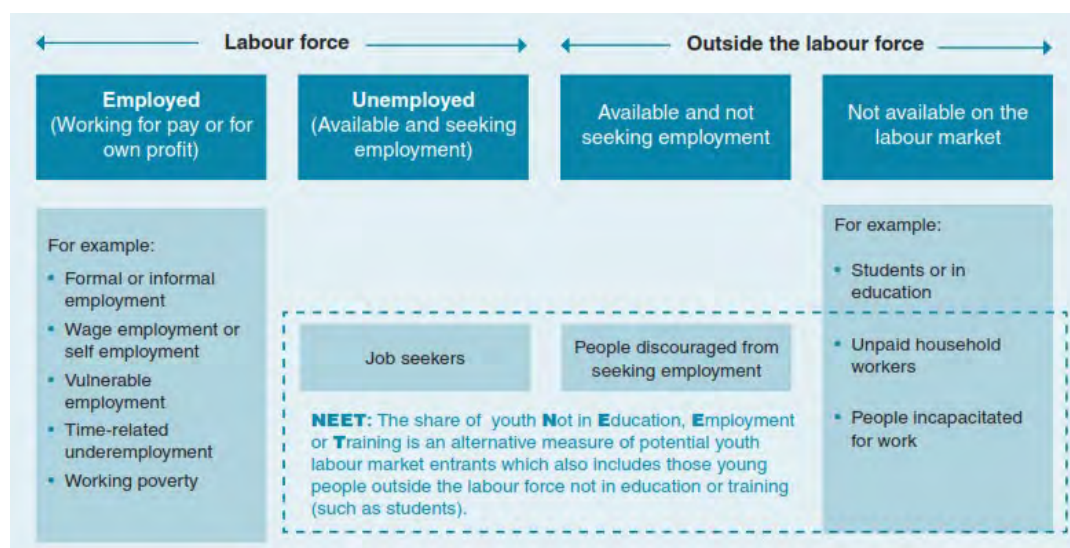 Labour force
Outside the labour force
Employed
(Working for pay or for
own profit)
Unemployed
(Available and seeking
employment)
Available and not
seeking employment
Not available on the
labour market
For example:
• Formal or informal
employment
• Wage employment or
self employment
• Vulnerable
employment
• Time-related
underemployment
• Working poverty
Job seekers
People discouraged from
seeking employment
NEET: The share of youth Not in Education, Employment
or Training is an alternative measure of potential youth
labour market entrants which also includes those young
people outside the labour force not in education or training
(such as students).
For example:
• Students or in
education
• Unpaid household
workers
• People incapacitated
for work